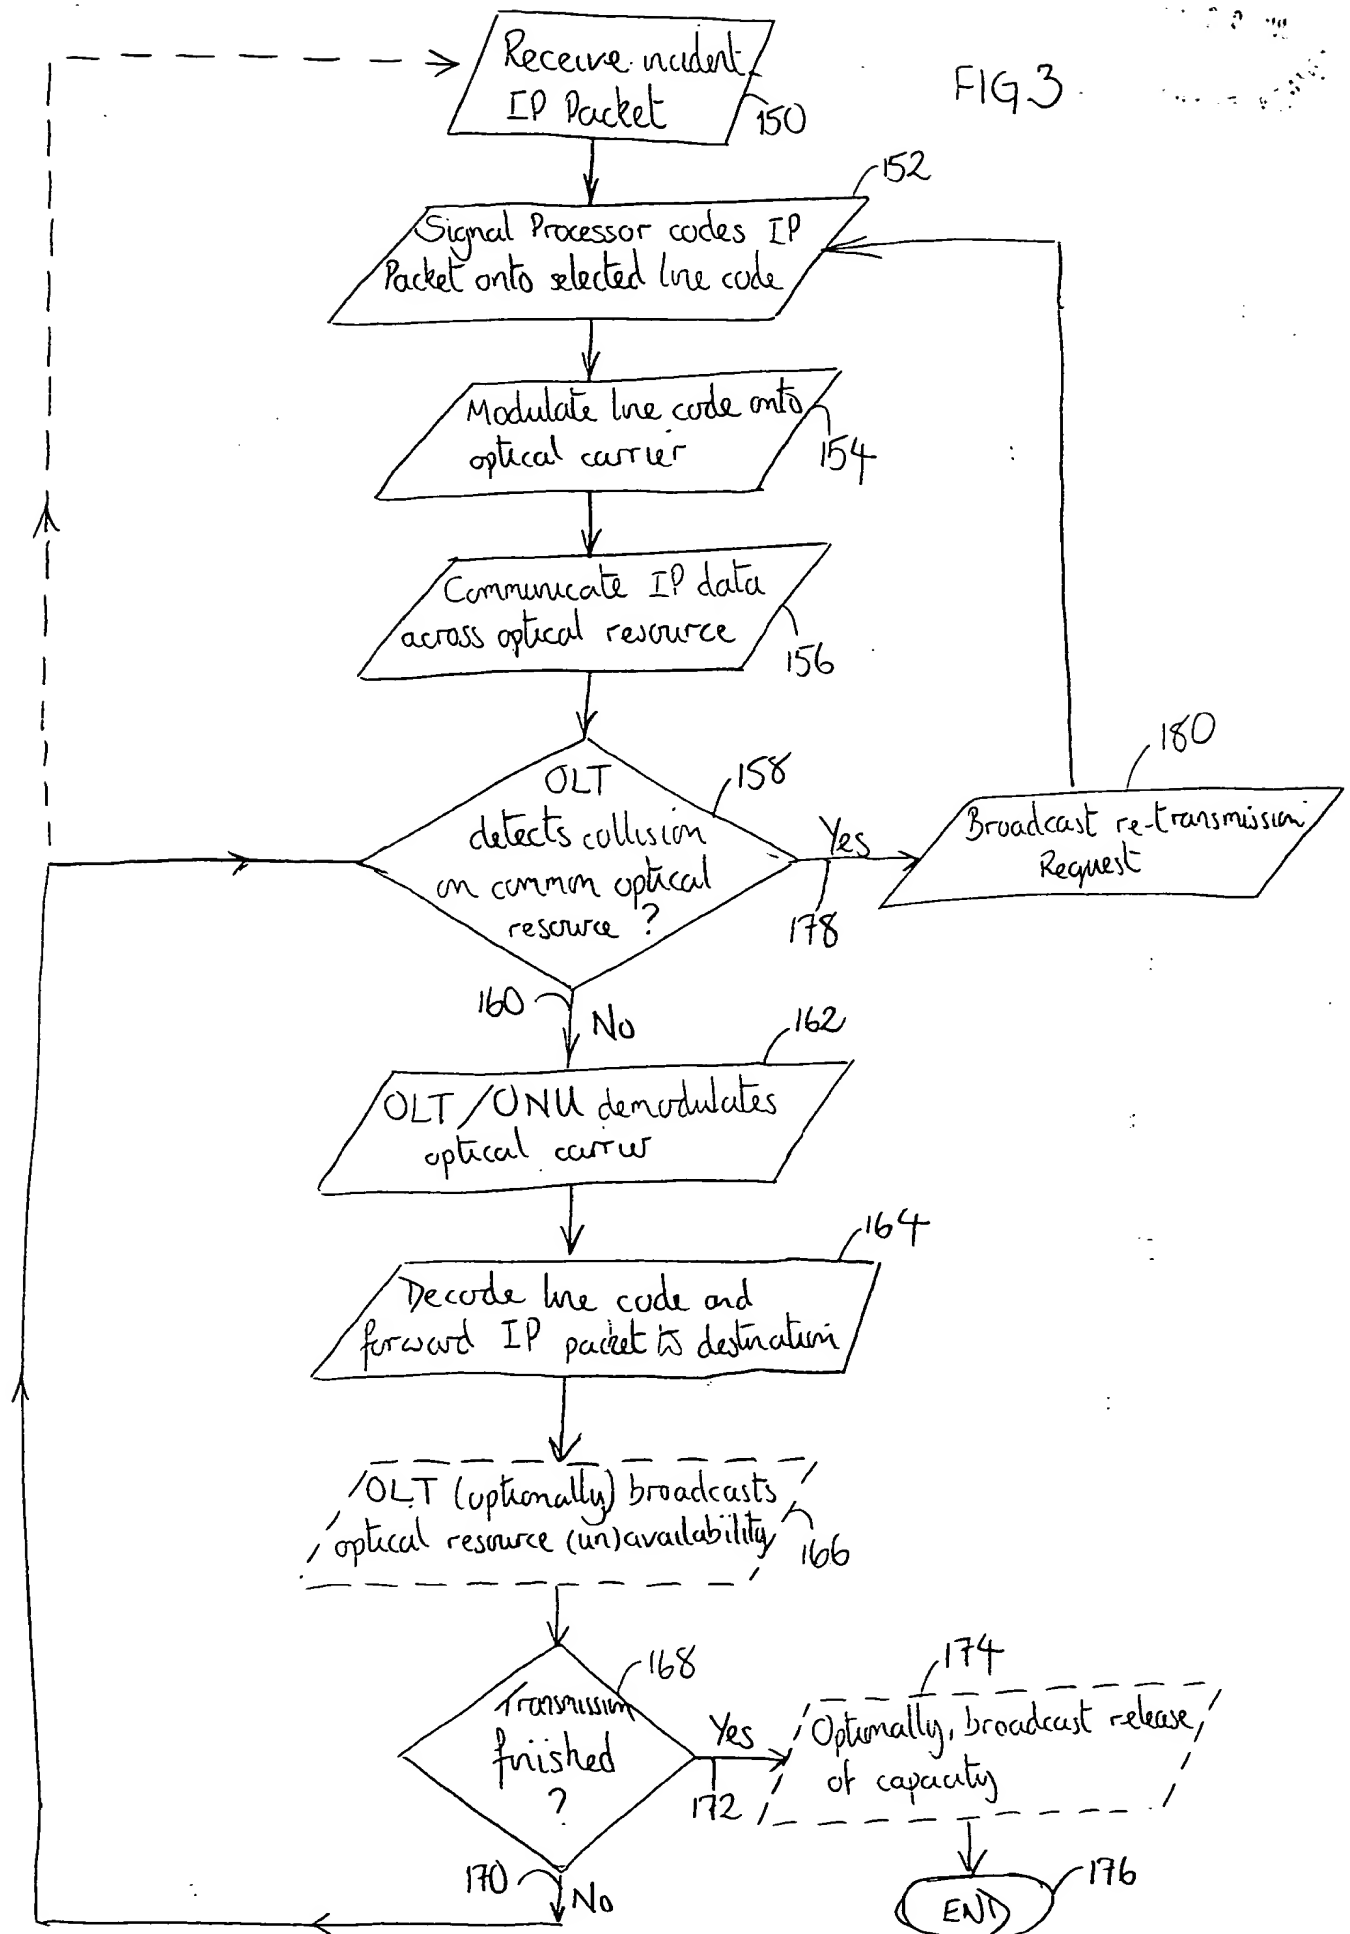 Receive incident
IP Packet
150
FIG 3
152
Signal Processor codes IP
Packet onto selected line code
Modulate line code onto
optical carrier
154
Communicate IP data
across optical resource
156
OLT
detects collision
on common optical
resource ?
158
Yes
178
180
Broadcast re-transmission
Request
160
No
162
OLT/ONU demodulates
optical carrier
164
Decode line code and
forward IP packet to destination
OLT (optionally) broadcasts
optical resource (un)availability
166
168
Transmission
finished
?
Yes
172
174
Optionally, broadcast release
of capacity
170
No
176
END